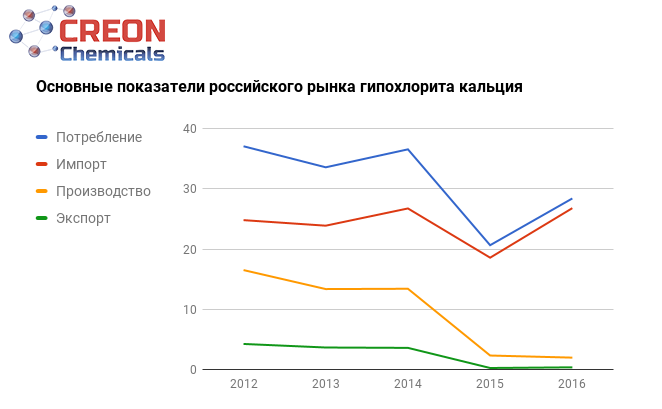 CREON
Chemicals
Основные показатели российского рынка гипохлорита кальция
Потребление
Импорт
Производство
Экспорт
40
30
20
10
0
2012 2013 2014 2015 2016